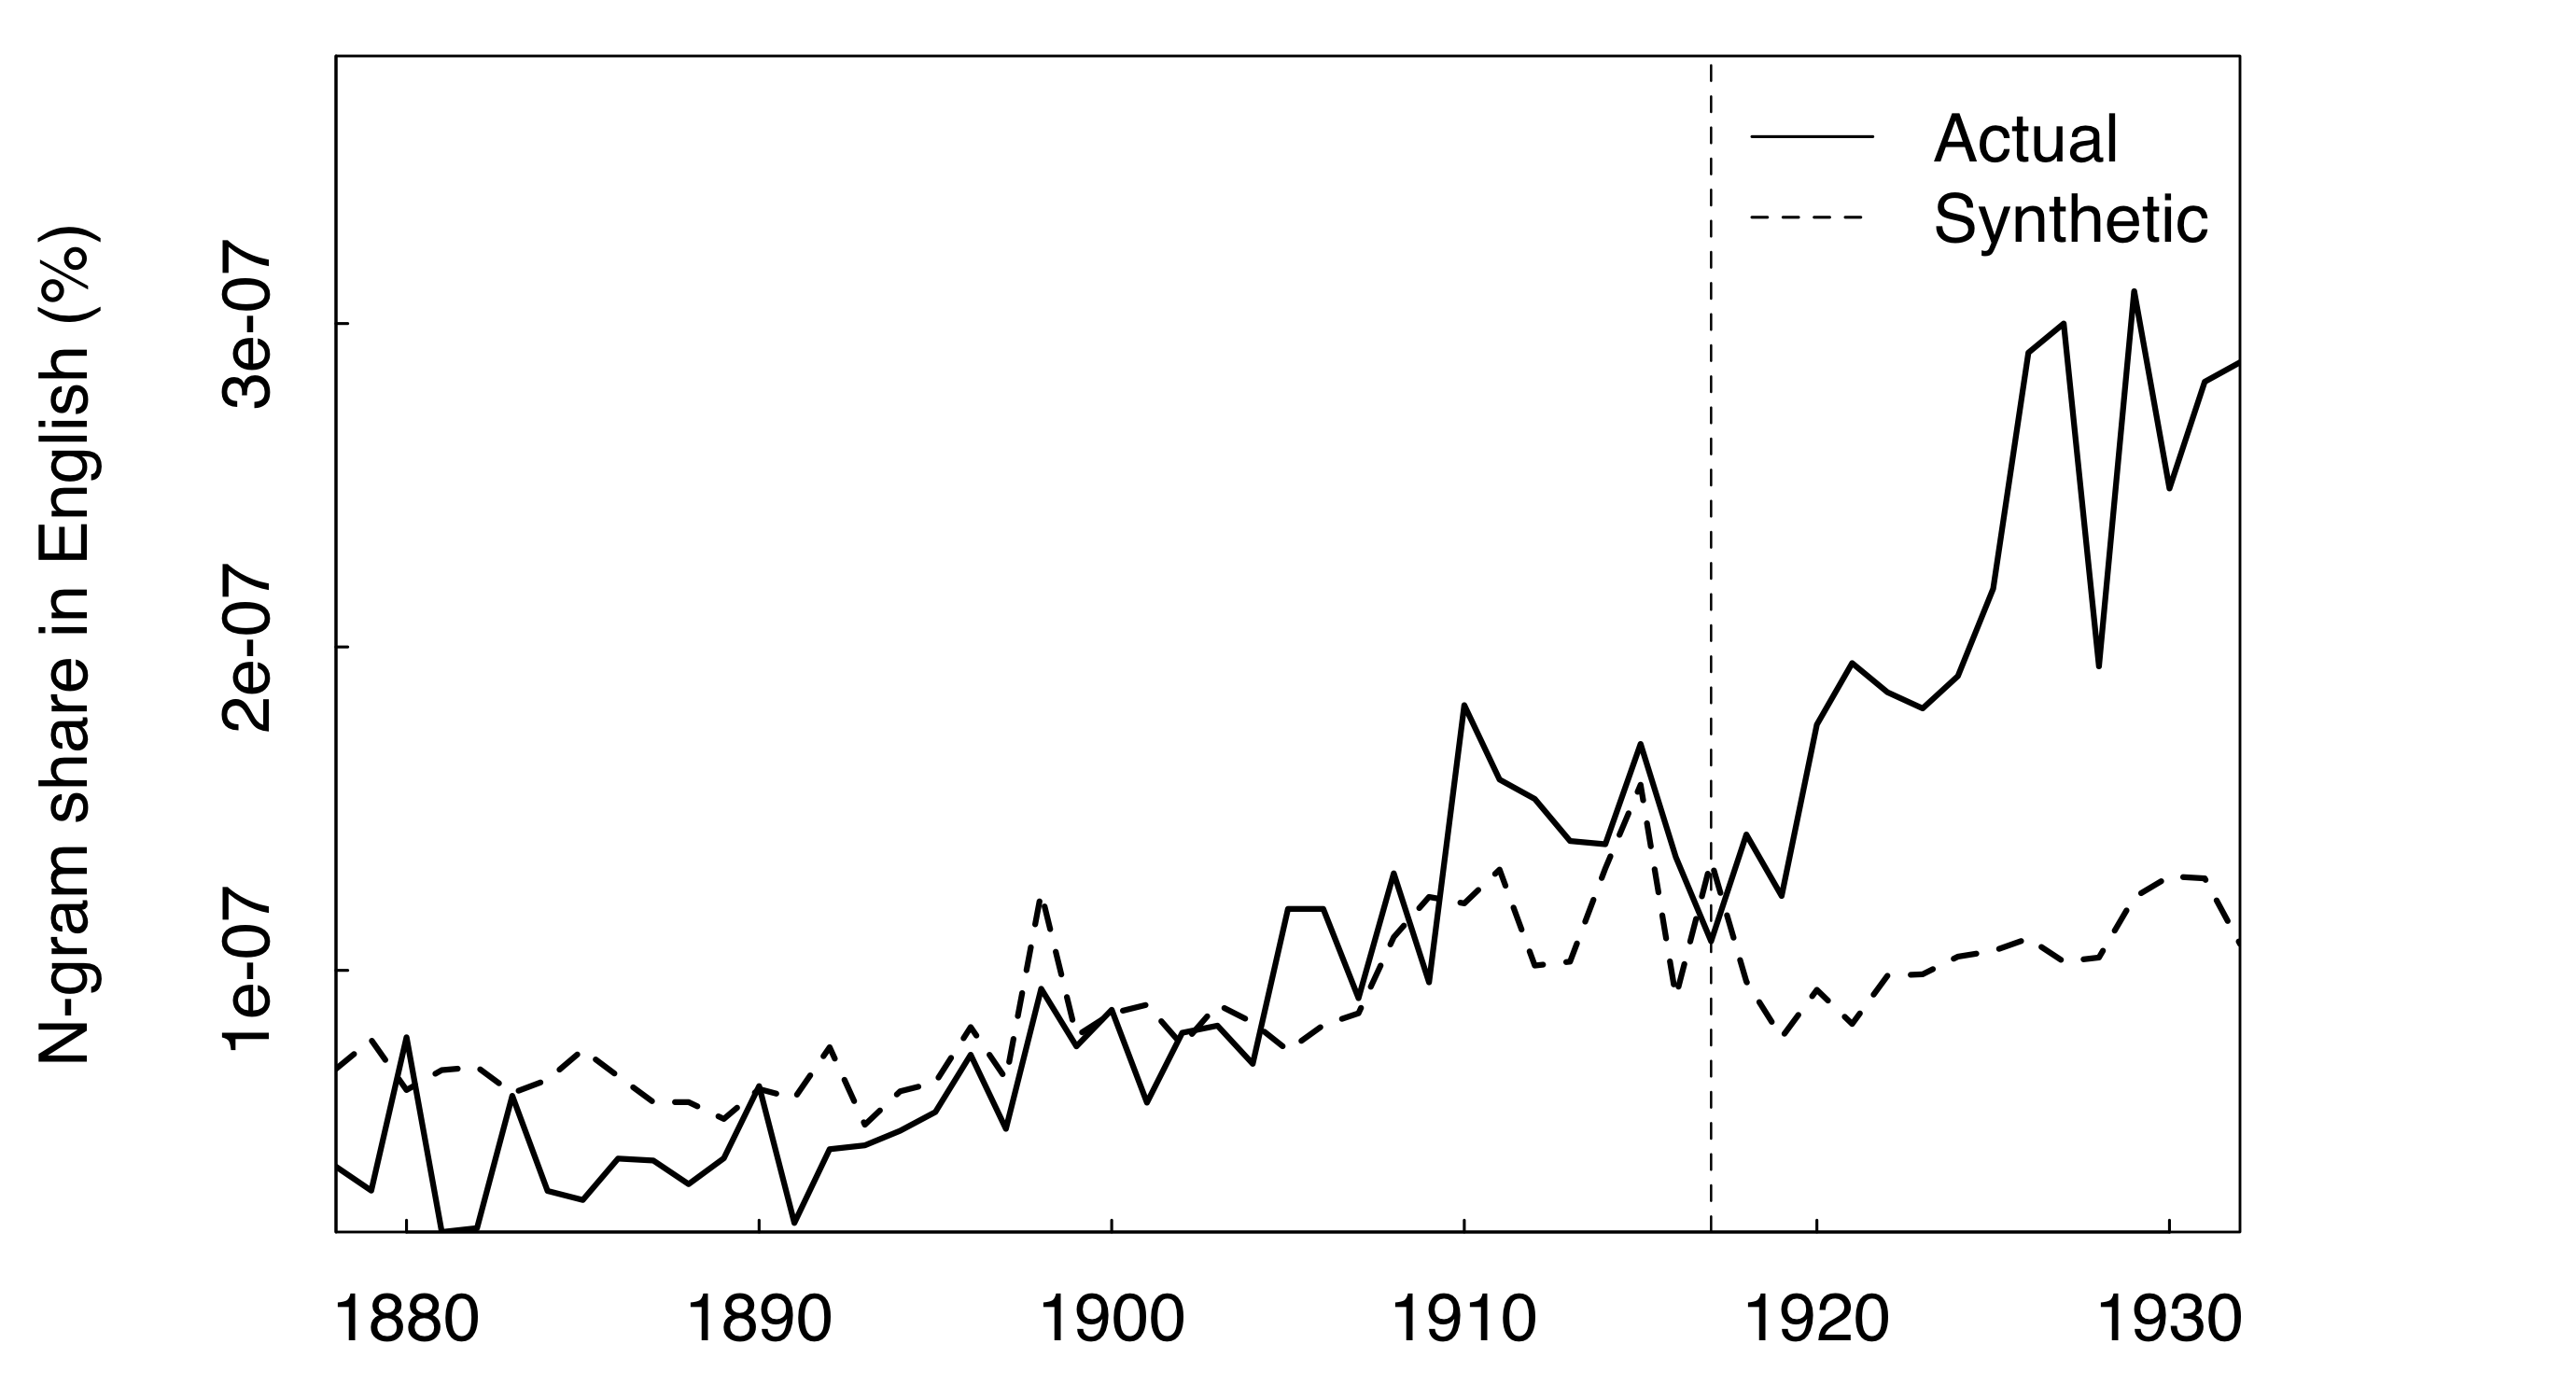 N-gram share in English (%)
3e-07
2e-07
1e-07
Actual
Synthetic
1880 1890 1900 1910 1920 1930